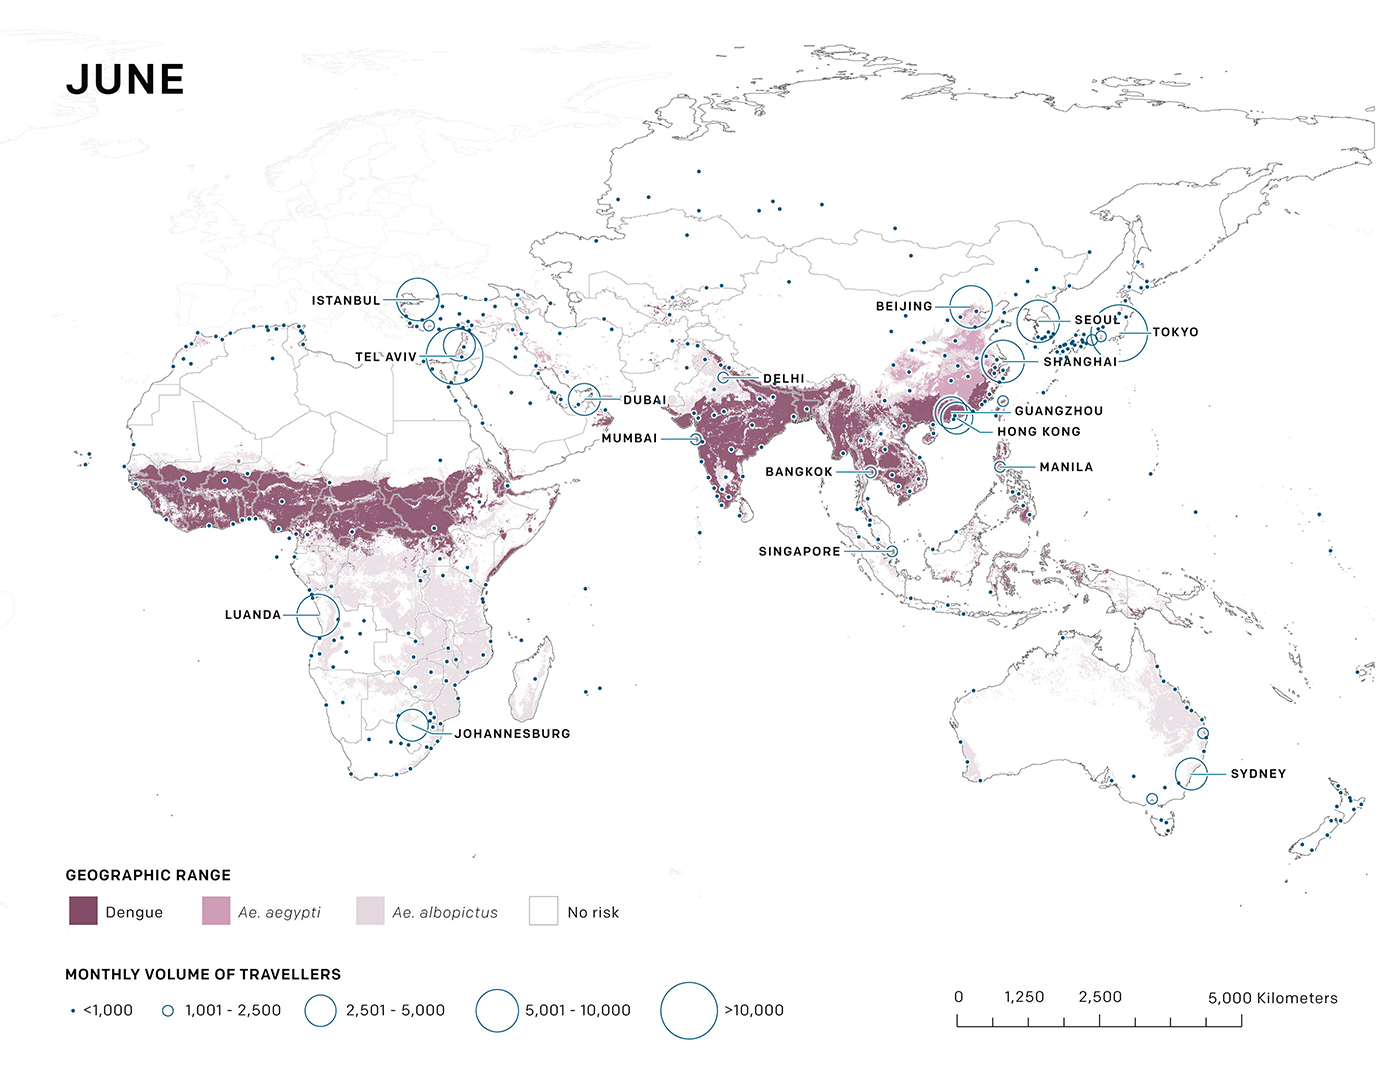 JUNE
ISTANBUL
BEIJING
SEOUL
TOKYO
TEL AVIV
SHANGHAI
DELHI
DUBAI
GUANGZHOU
HONG KONG
MUMBAI
MANILA
BANGKOK
SINGAPORE
LUANDA
JOHANNESBURG
SYDNEY
GEOGRAPHIC RANGE
Dengue Ae. aegypti Ae. albopictus No risk
MONTHLY VOLUME OF TRAVELLERS
<1,000 1,001 - 2,500 2,501 - 5,000 5,001 - 10,000 >10,000
0 1,250 2,500 5,000 Kilometers